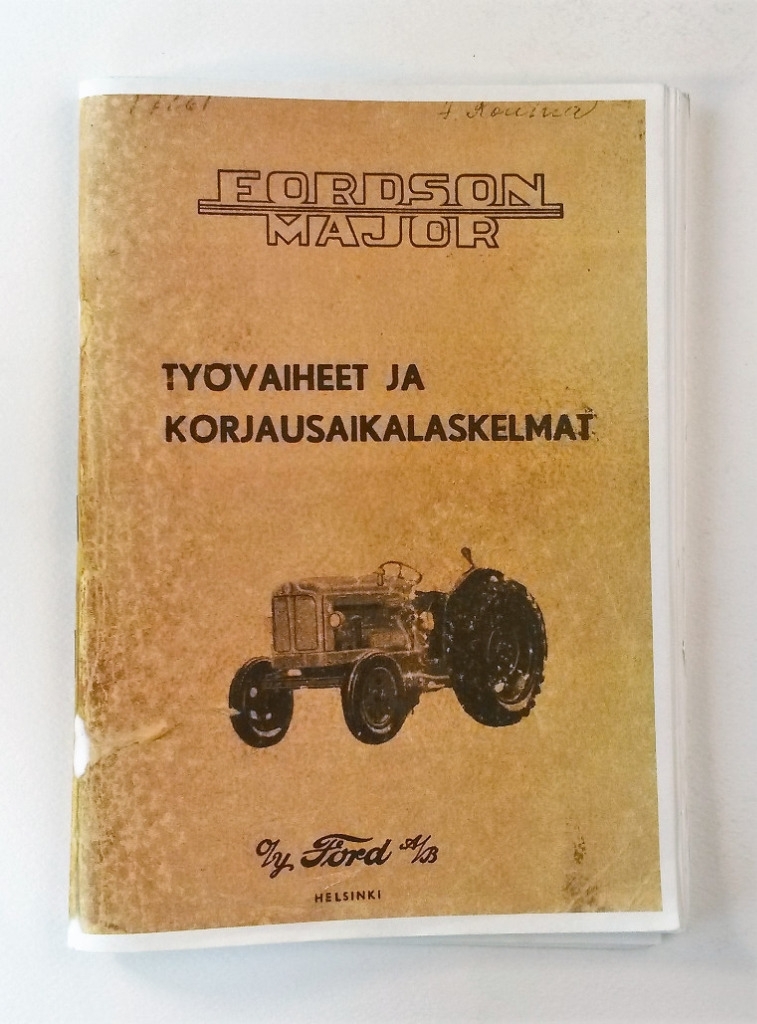 FORDSON
MAJOR
TYÖVAIHEET JA
KORJAUSAIKALASKELMAT
O/y Ford A/B
HELSINKI